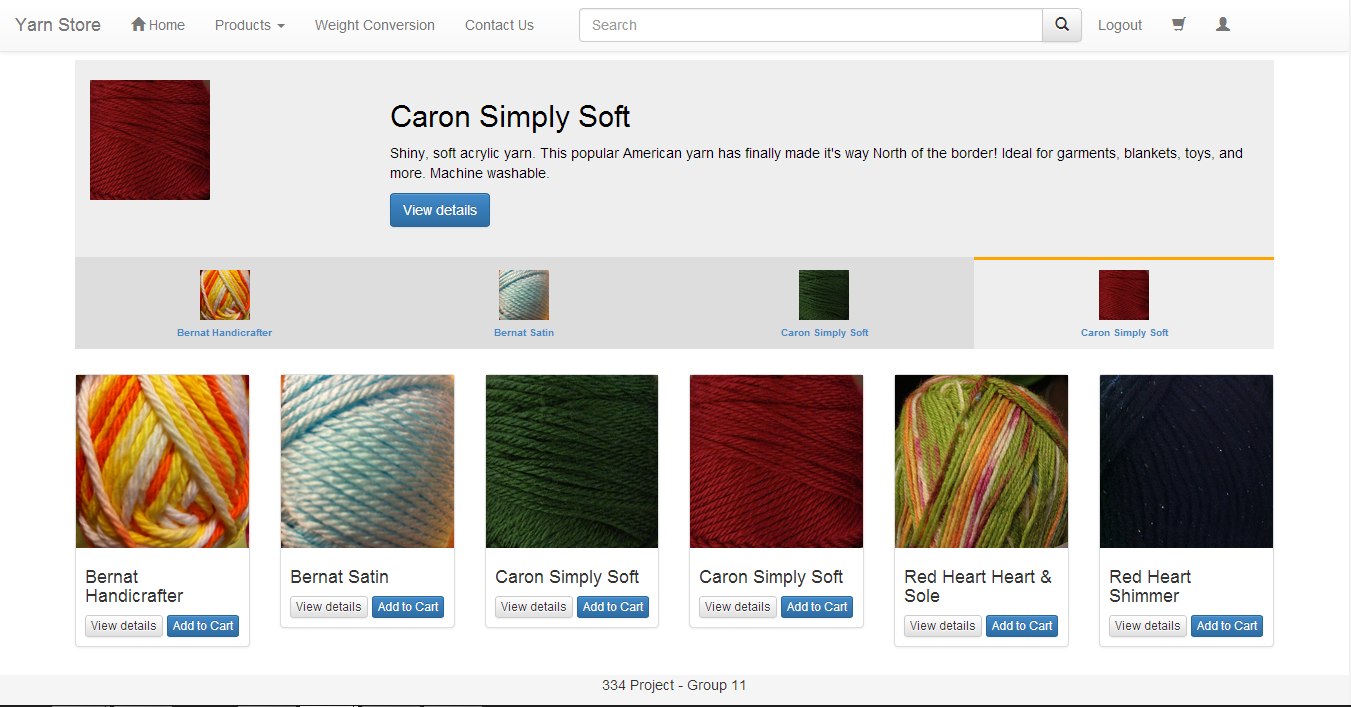 Yarn Store
Home
Products
Weight Conversion
Contact Us
Search
Logout
Caron Simply Soft
Shiny, soft acrylic yarn. This popular American yarn has finally made it's way North of the border! Ideal for garments, blankets, toys, and
more. Machine washable.
View details
Bernat Handicrafter
Bernat Satin
Caron Simply Soft
Caron Simply Soft
Bernat
Handicrafter
View details
Add to Cart
Bernat Satin
View details
Add to Cart
Caron Simply Soft
View details
Add to Cart
Caron Simply Soft
View details
Add to Cart
Red Heart Heart &
Sole
View details
Add to Cart
Red Heart
Shimmer
View details
Add to Cart
334 Project - Group 11